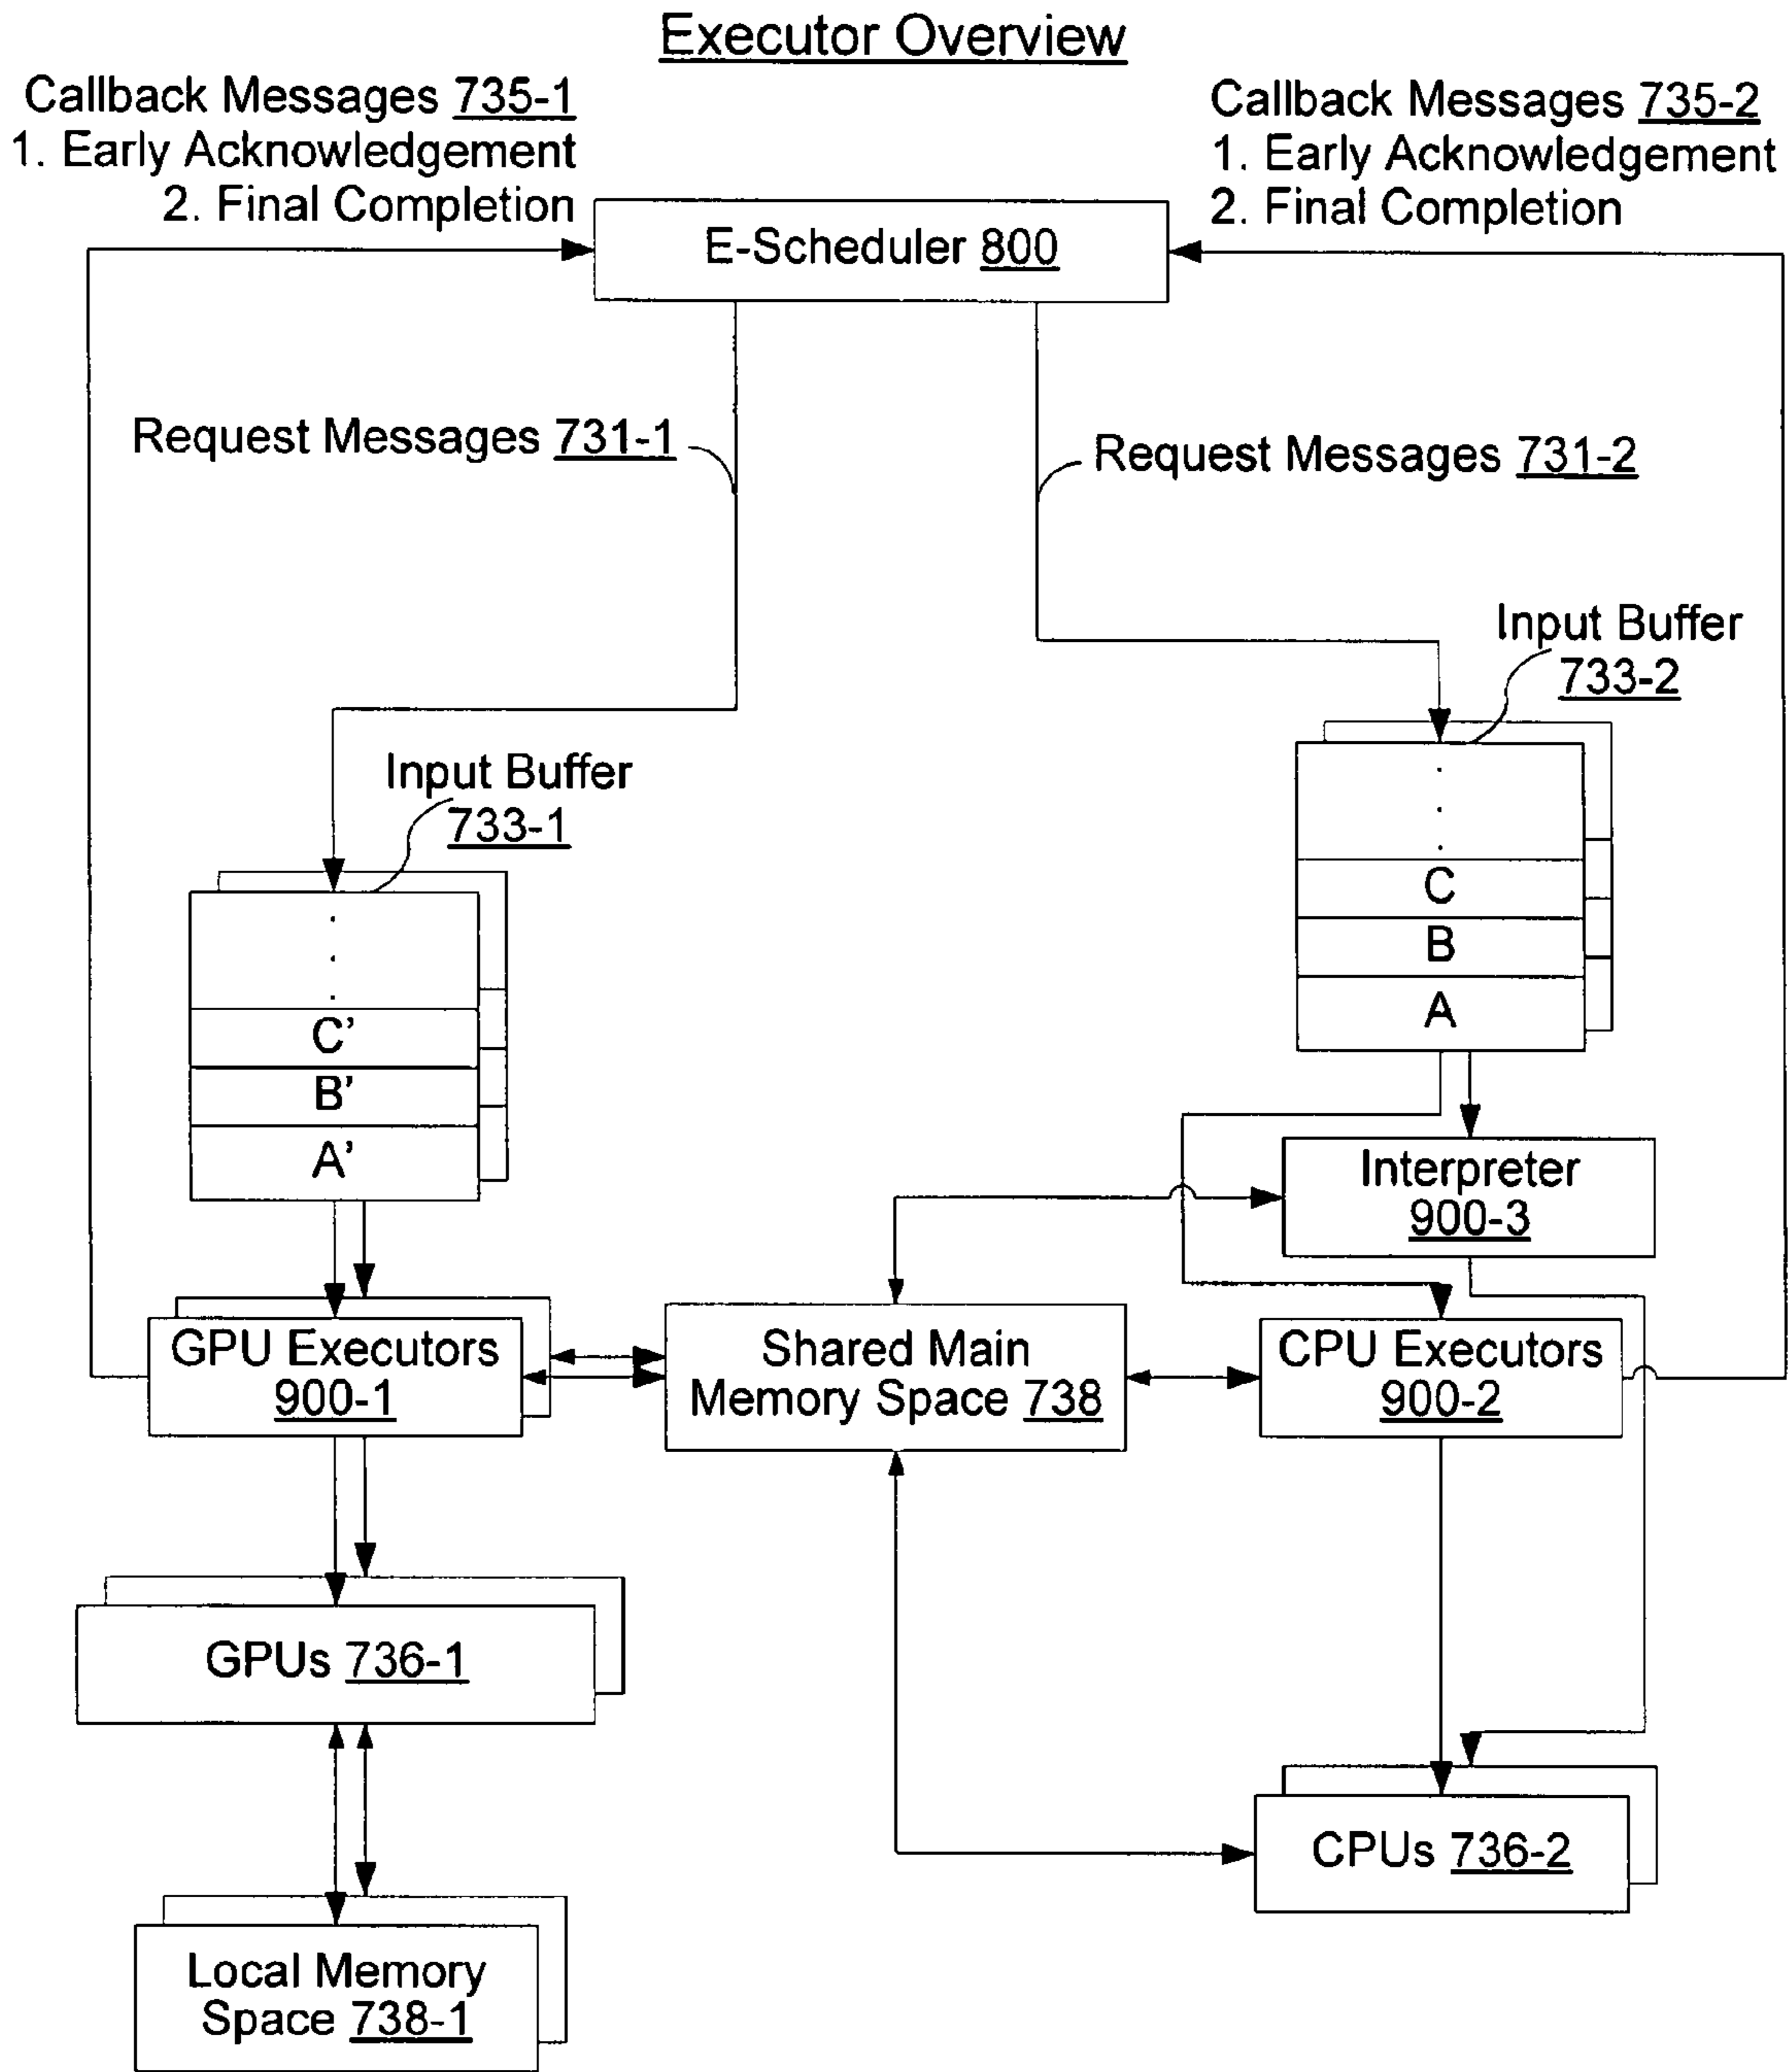 Executor Overview
Callback Messages 735-1
1. Early Acknowledgement
2. Final Completion
Callback Messages 735-2
1. Early Acknowledgement
2. Final Completion
E-Scheduler 800
Request Messages 731-1
Request Messages 731-2
Input Buffer
733-2
Input Buffer
733-1
C
B
A
C’
B’
A’
Interpreter
900-3
GPU Executors
900-1
Shared Main
Memory Space 738
CPU Executors
900-2
GPUs 736-1
CPUs 736-2
Local Memory
Space 738-1